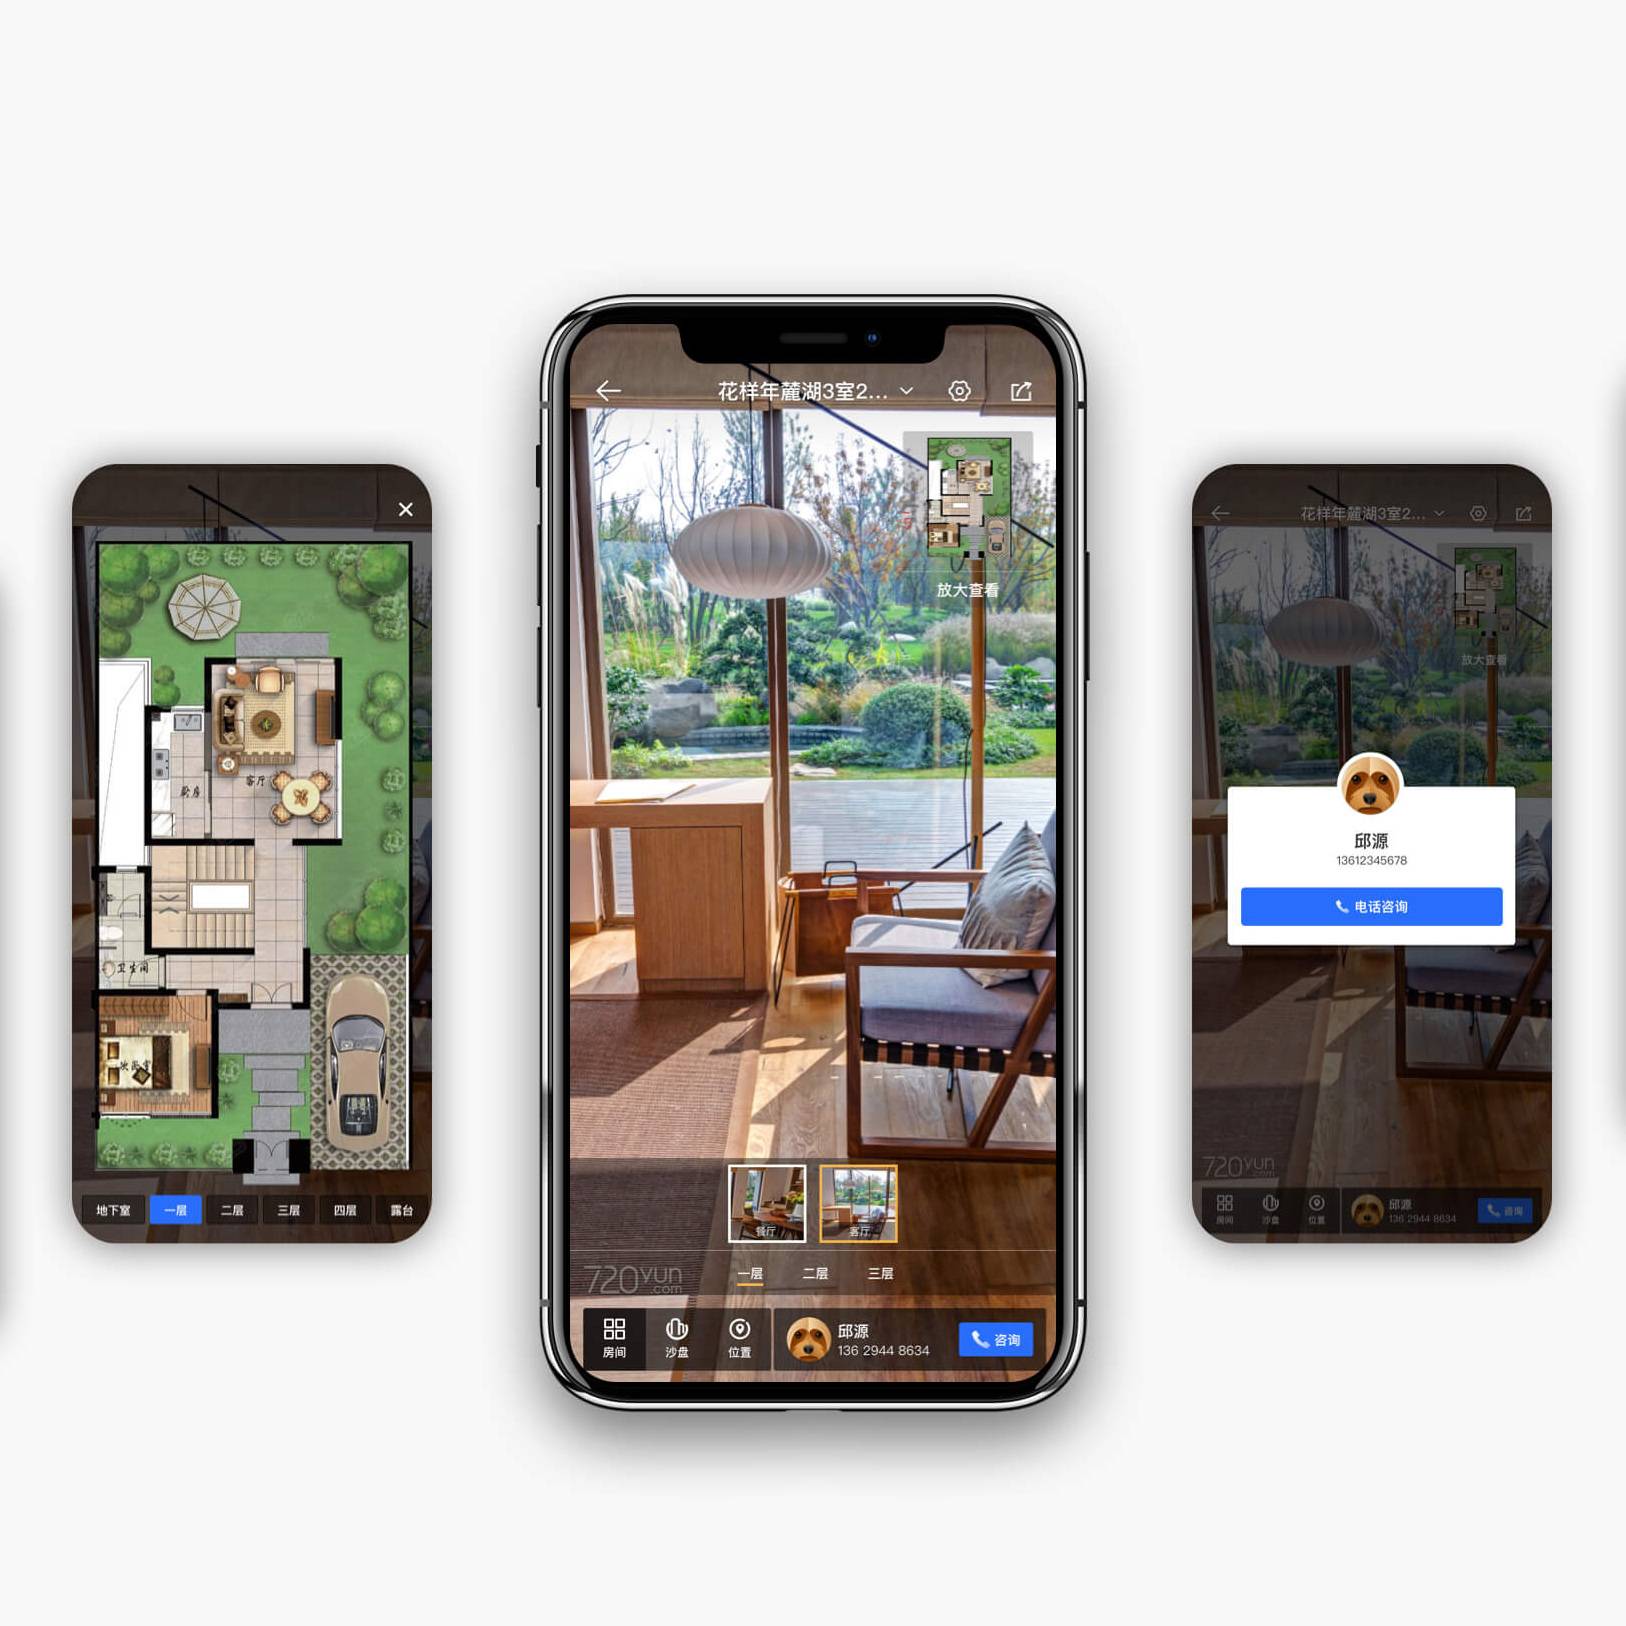 厨房
客厅
卫生间
地下室
一层
二层
三层
四层
露台
花样年麓湖3室2...
放大查看
餐厅
客厅
720yun
.com
一层
二层
三层
房间
沙盘
位置
邱源
136 2944 8634
咨询
花样年麓湖3室2...
放大查看
邱源
13612345678
电话咨询
720yun
.com
房间
沙盘
位置
邱源
136 2944 8634
咨询